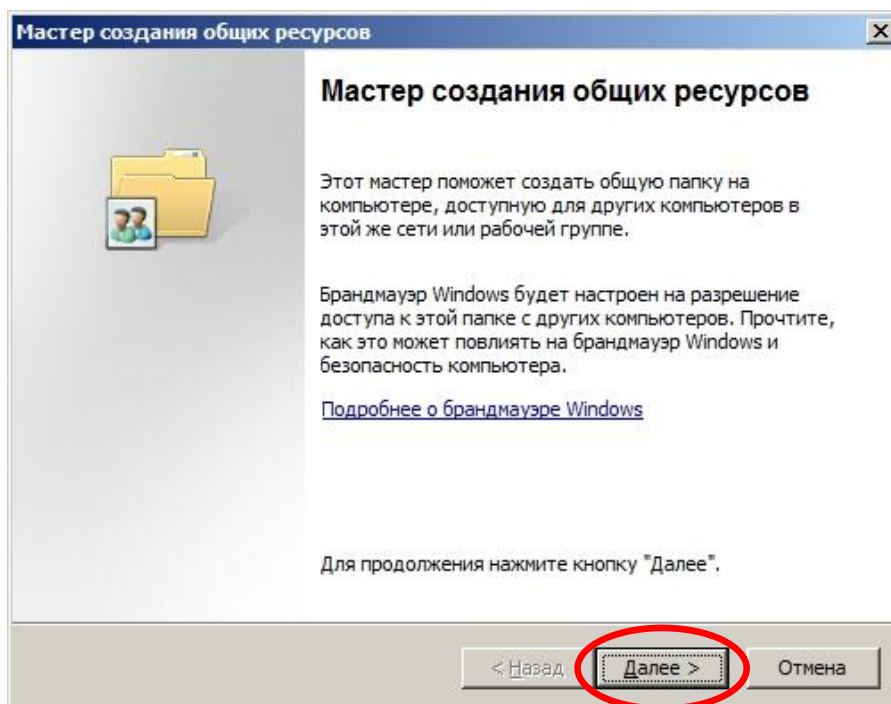 Мастер создания общих ресурсов
Мастер создания общих ресурсов
Этот мастер поможет создать общую папку на
компьютере, доступную для других компьютеров в
этой же сети или рабочей группе.
Брандмауэр Windows будет настроен на разрешение
доступа к этой папке с других компьютеров. Прочтите,
как это может повлиять на брандмауэр Windows и
безопасность компьютера.
Подробнее о брандмауэре Windows
Для продолжения нажмите кнопку "Далее".
< Назад Далее > Отмена